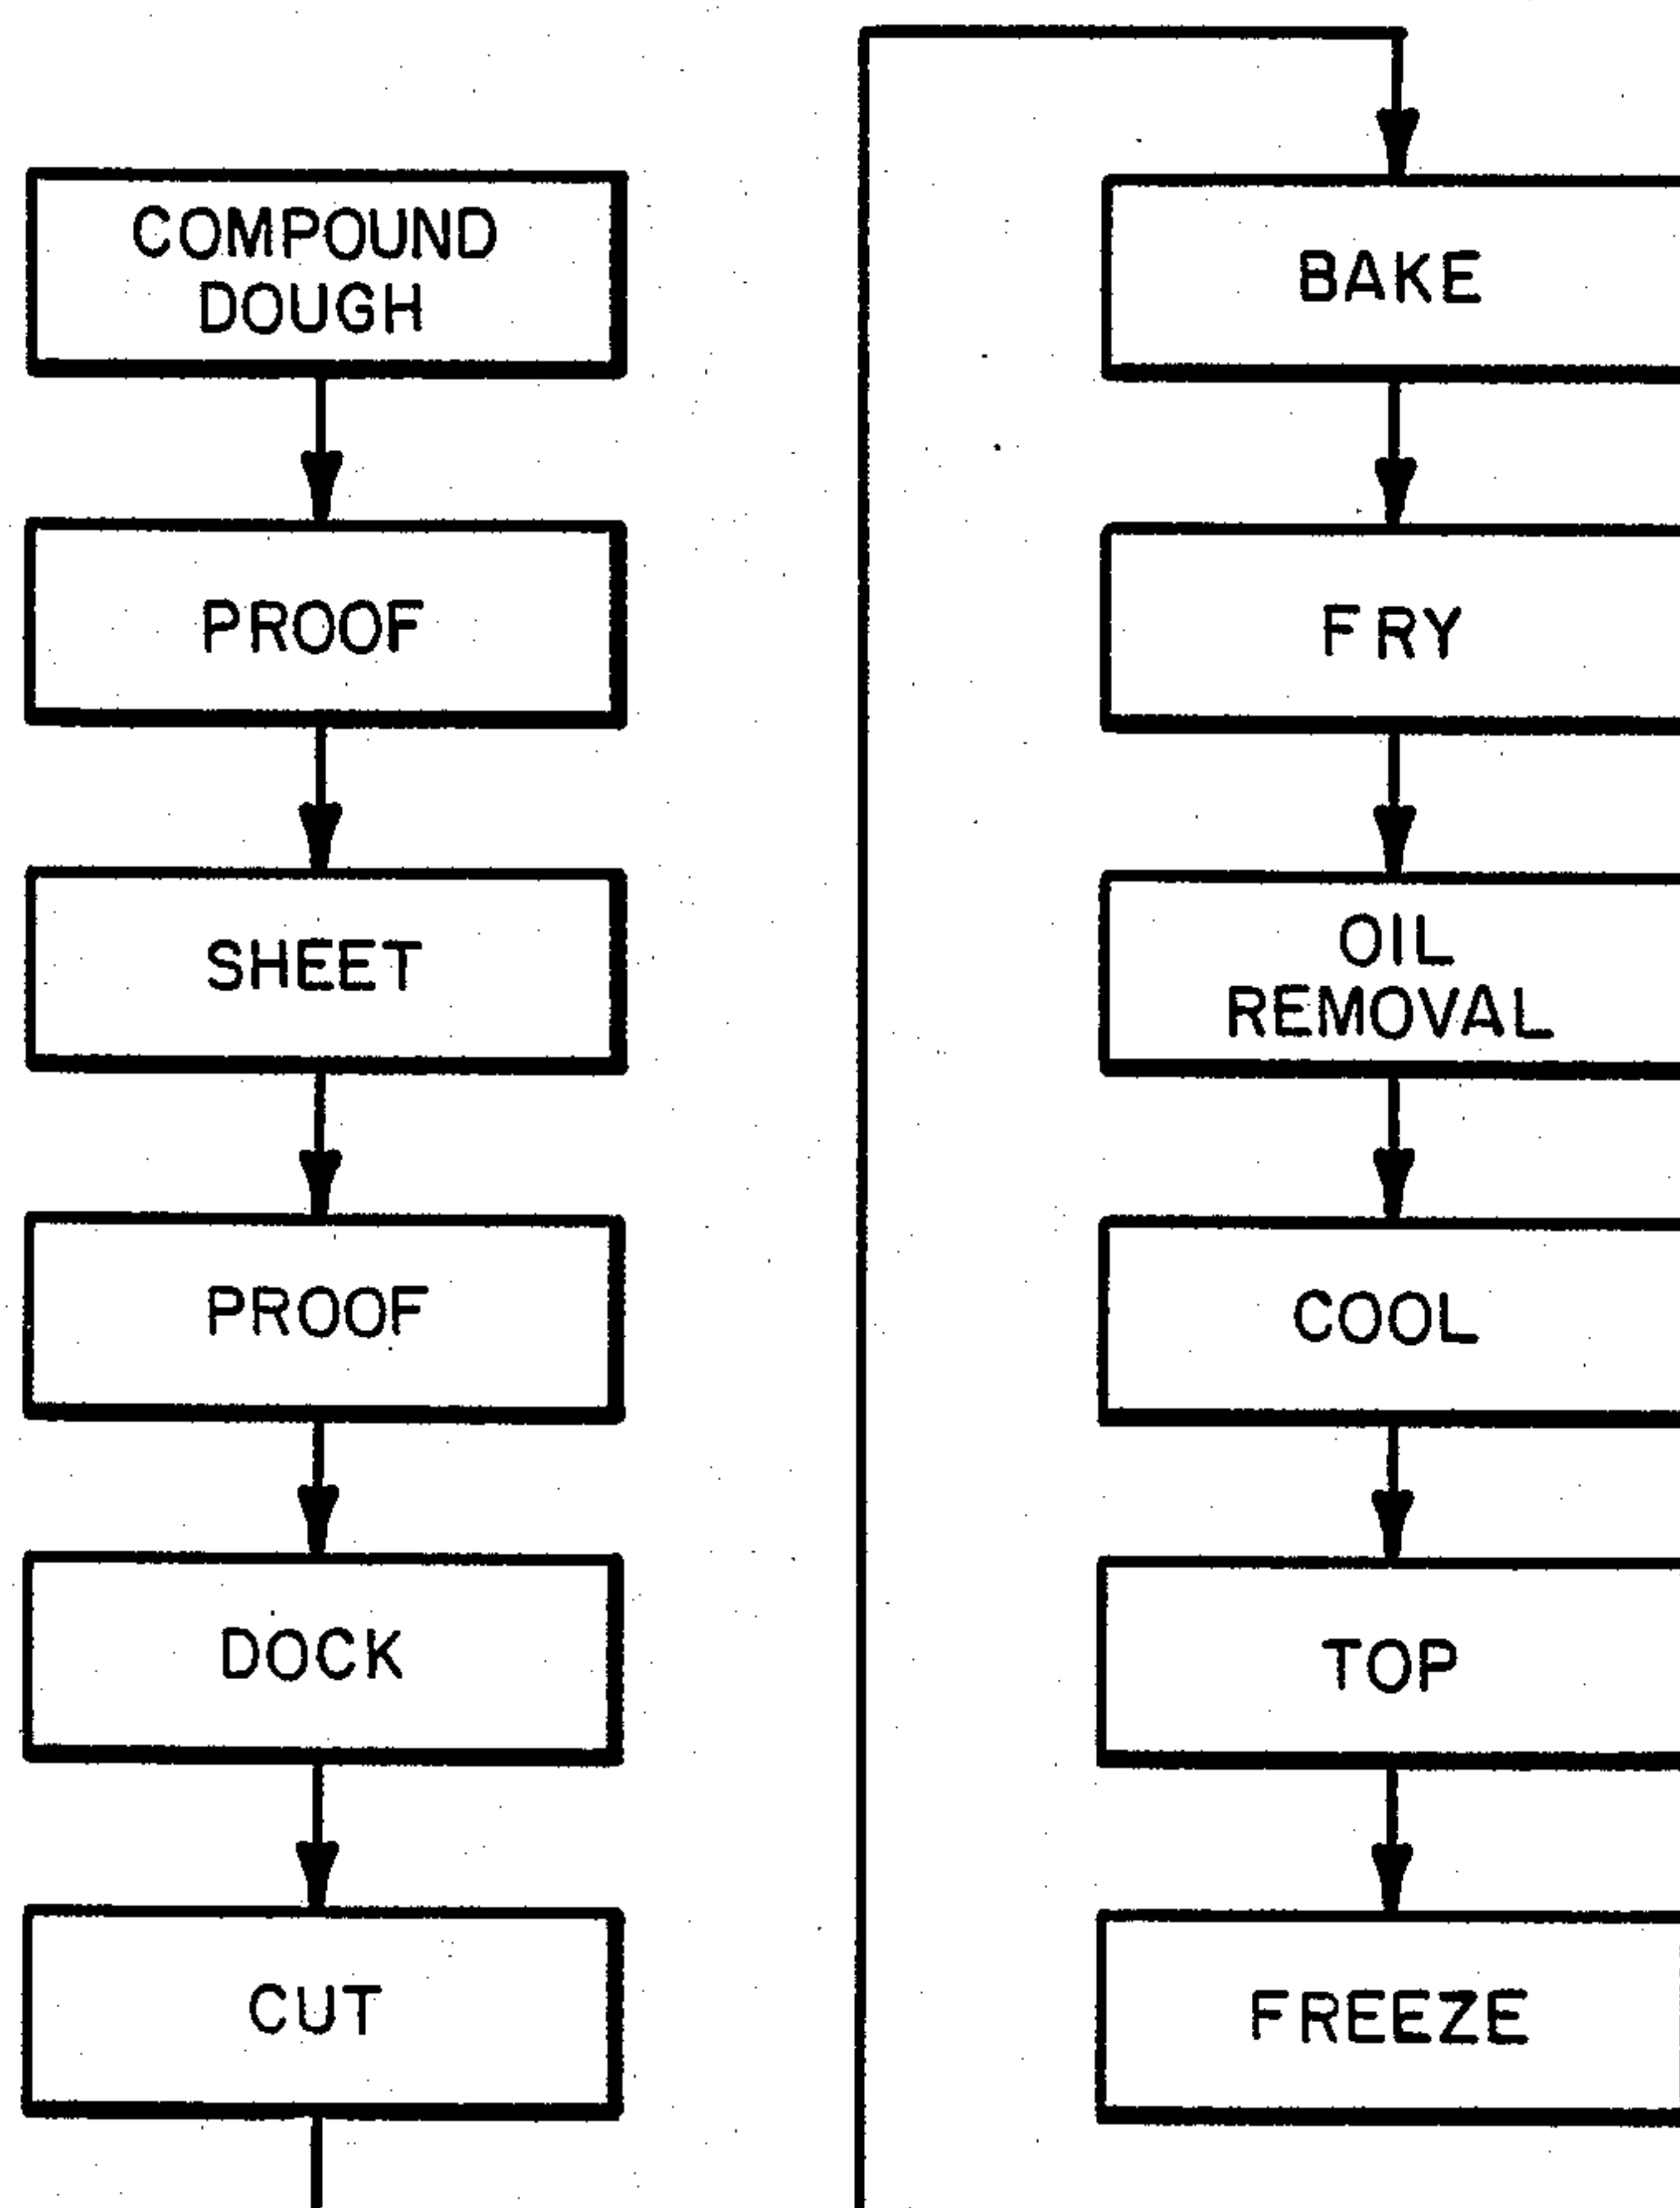 COMPOUND
DOUGH
PROOF
SHEET
PROOF
DOCK
CUT
BAKE
FRY
OIL
REMOVAL
COOL
TOP
FREEZE